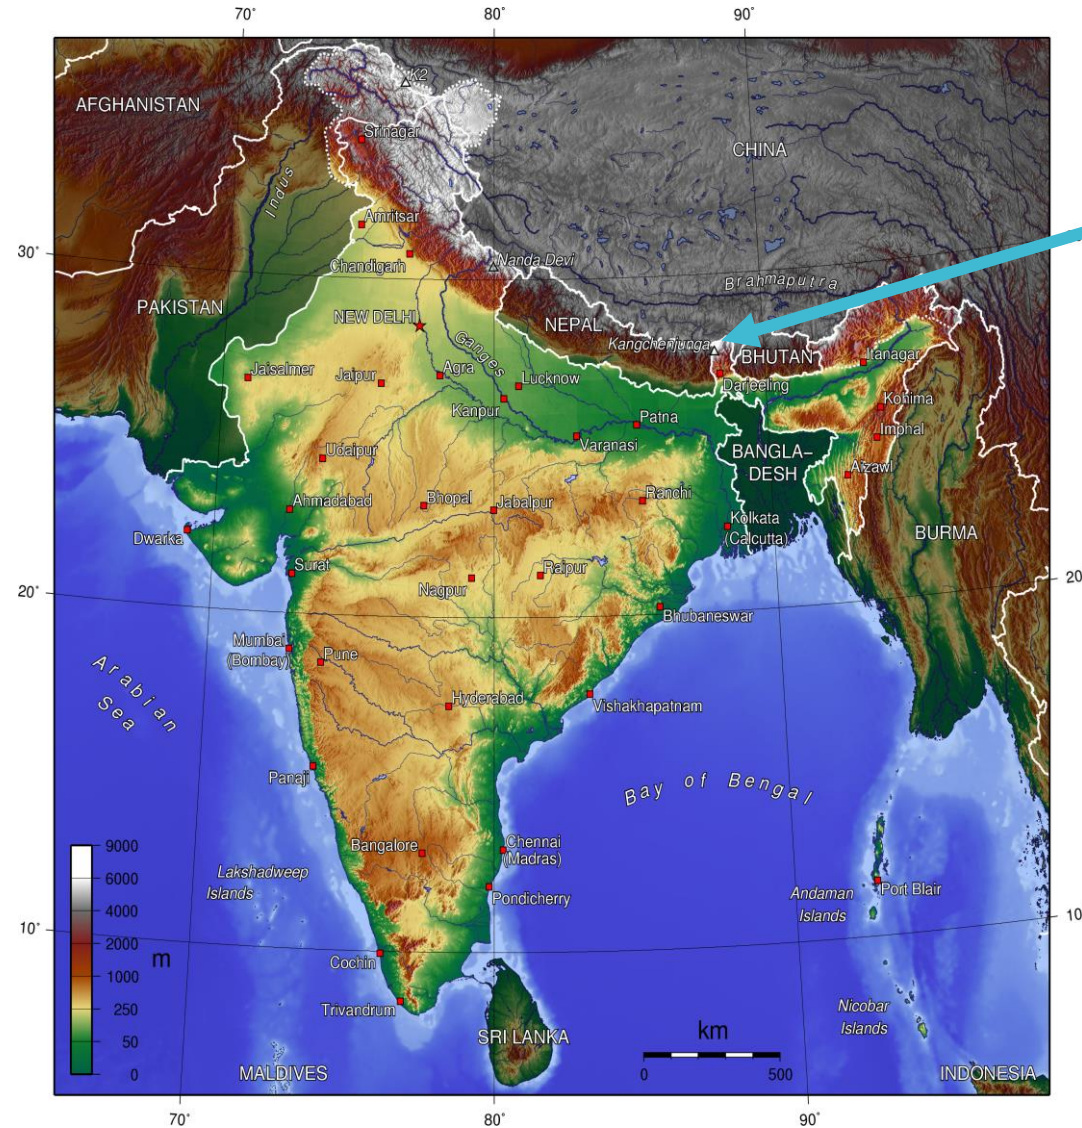 70°
80°
90°
K2
AFGHANISTAN
Srinagar
CHINA
Indus
Amritsar
30°
Chandigarh
Nanda Devi
Brahmaputra
PAKISTAN
NEW DELHI
NEPAL
Ganges
Kangchenjunga
BHUTAN
Itanagar
Jaisalmer
Jaipur
Agra
Lucknow
Darjeeling
Kanpur
Kohima
Patna
Imphal
Varanasi
Udaipur
BANGLA-
DESH
Aizawl
Ahmadabad
Bhopal
Jabalpur
Ranchi
Kolkata
(Calcutta)
Dwarka
BURMA
Surat
Raipur
Nagpur
20°
20
Bhubaneswar
Mumbai
(Bombay)
Pune
Arabian
Sea
Hyderabad
Vishakhapatnam
Panaji
Bay of Bengal
Bangalore
Chennai
(Madras)
9000
6000
4000
2000
1000
250
50
0
m
Lakshadweep
Islands
Pondicherry
Andaman
Islands
Port Blair
10°
10
Cochin
Trivandrum
Nicobar
Islands
SRI LANKA
km
0
500
MALDIVES
INDONESIA
70°
80°
90°